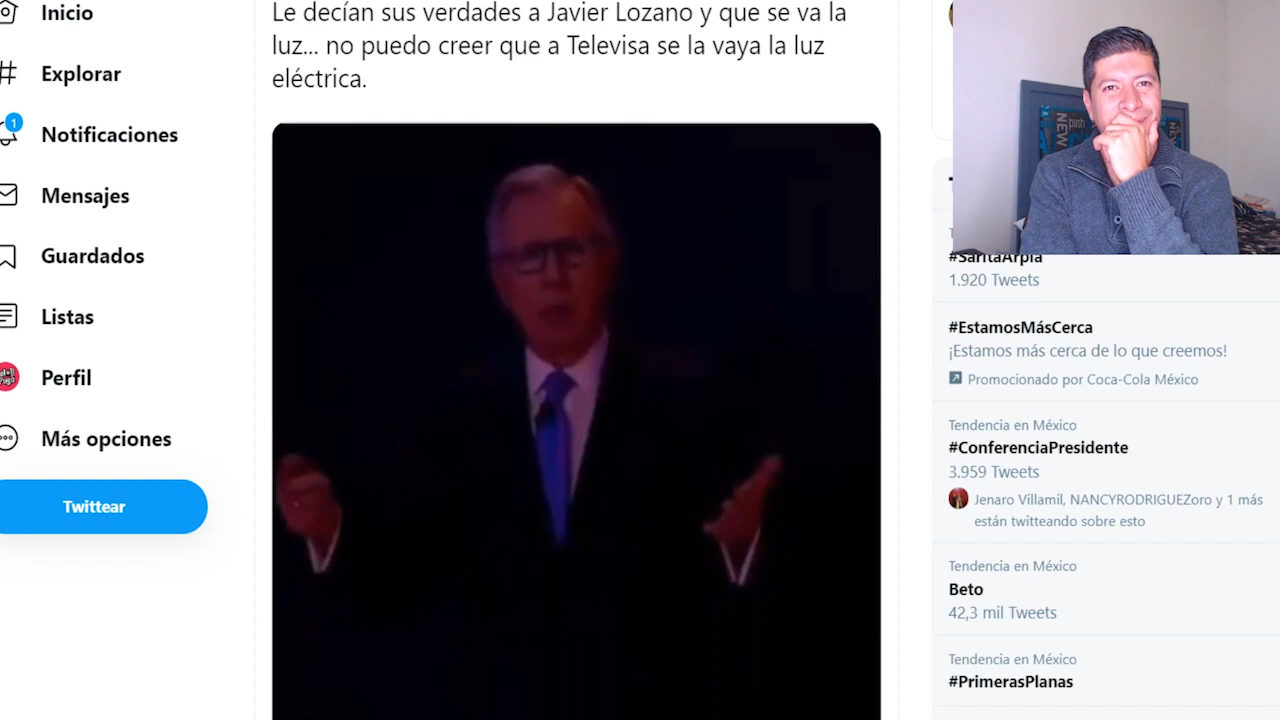 Inicio
Explorar
1
Notificaciones
Mensajes
Guardados
Listas
Perfil
Más opciones
Twittear
Le decían sus verdades a Javier Lozano y que se va la
luz... no puedo creer que a Televisa se la vaya la luz
eléctrica.
push
NEW
NEW
#SaritaArpía
1.920 Tweets
#EstamosMásCerca
¡Estamos más cerca de lo que creemos!
Promocionado por Coca-Cola México
Tendencia en México
#ConferenciaPresidente
3.959 Tweets
Jenaro Villamil, NANCYRODRIGUEZoro y 1 más
están twitteando sobre esto
Tendencia en México
Beto
42,3 mil Tweets
Tendencia en México
#PrimerasPlanas